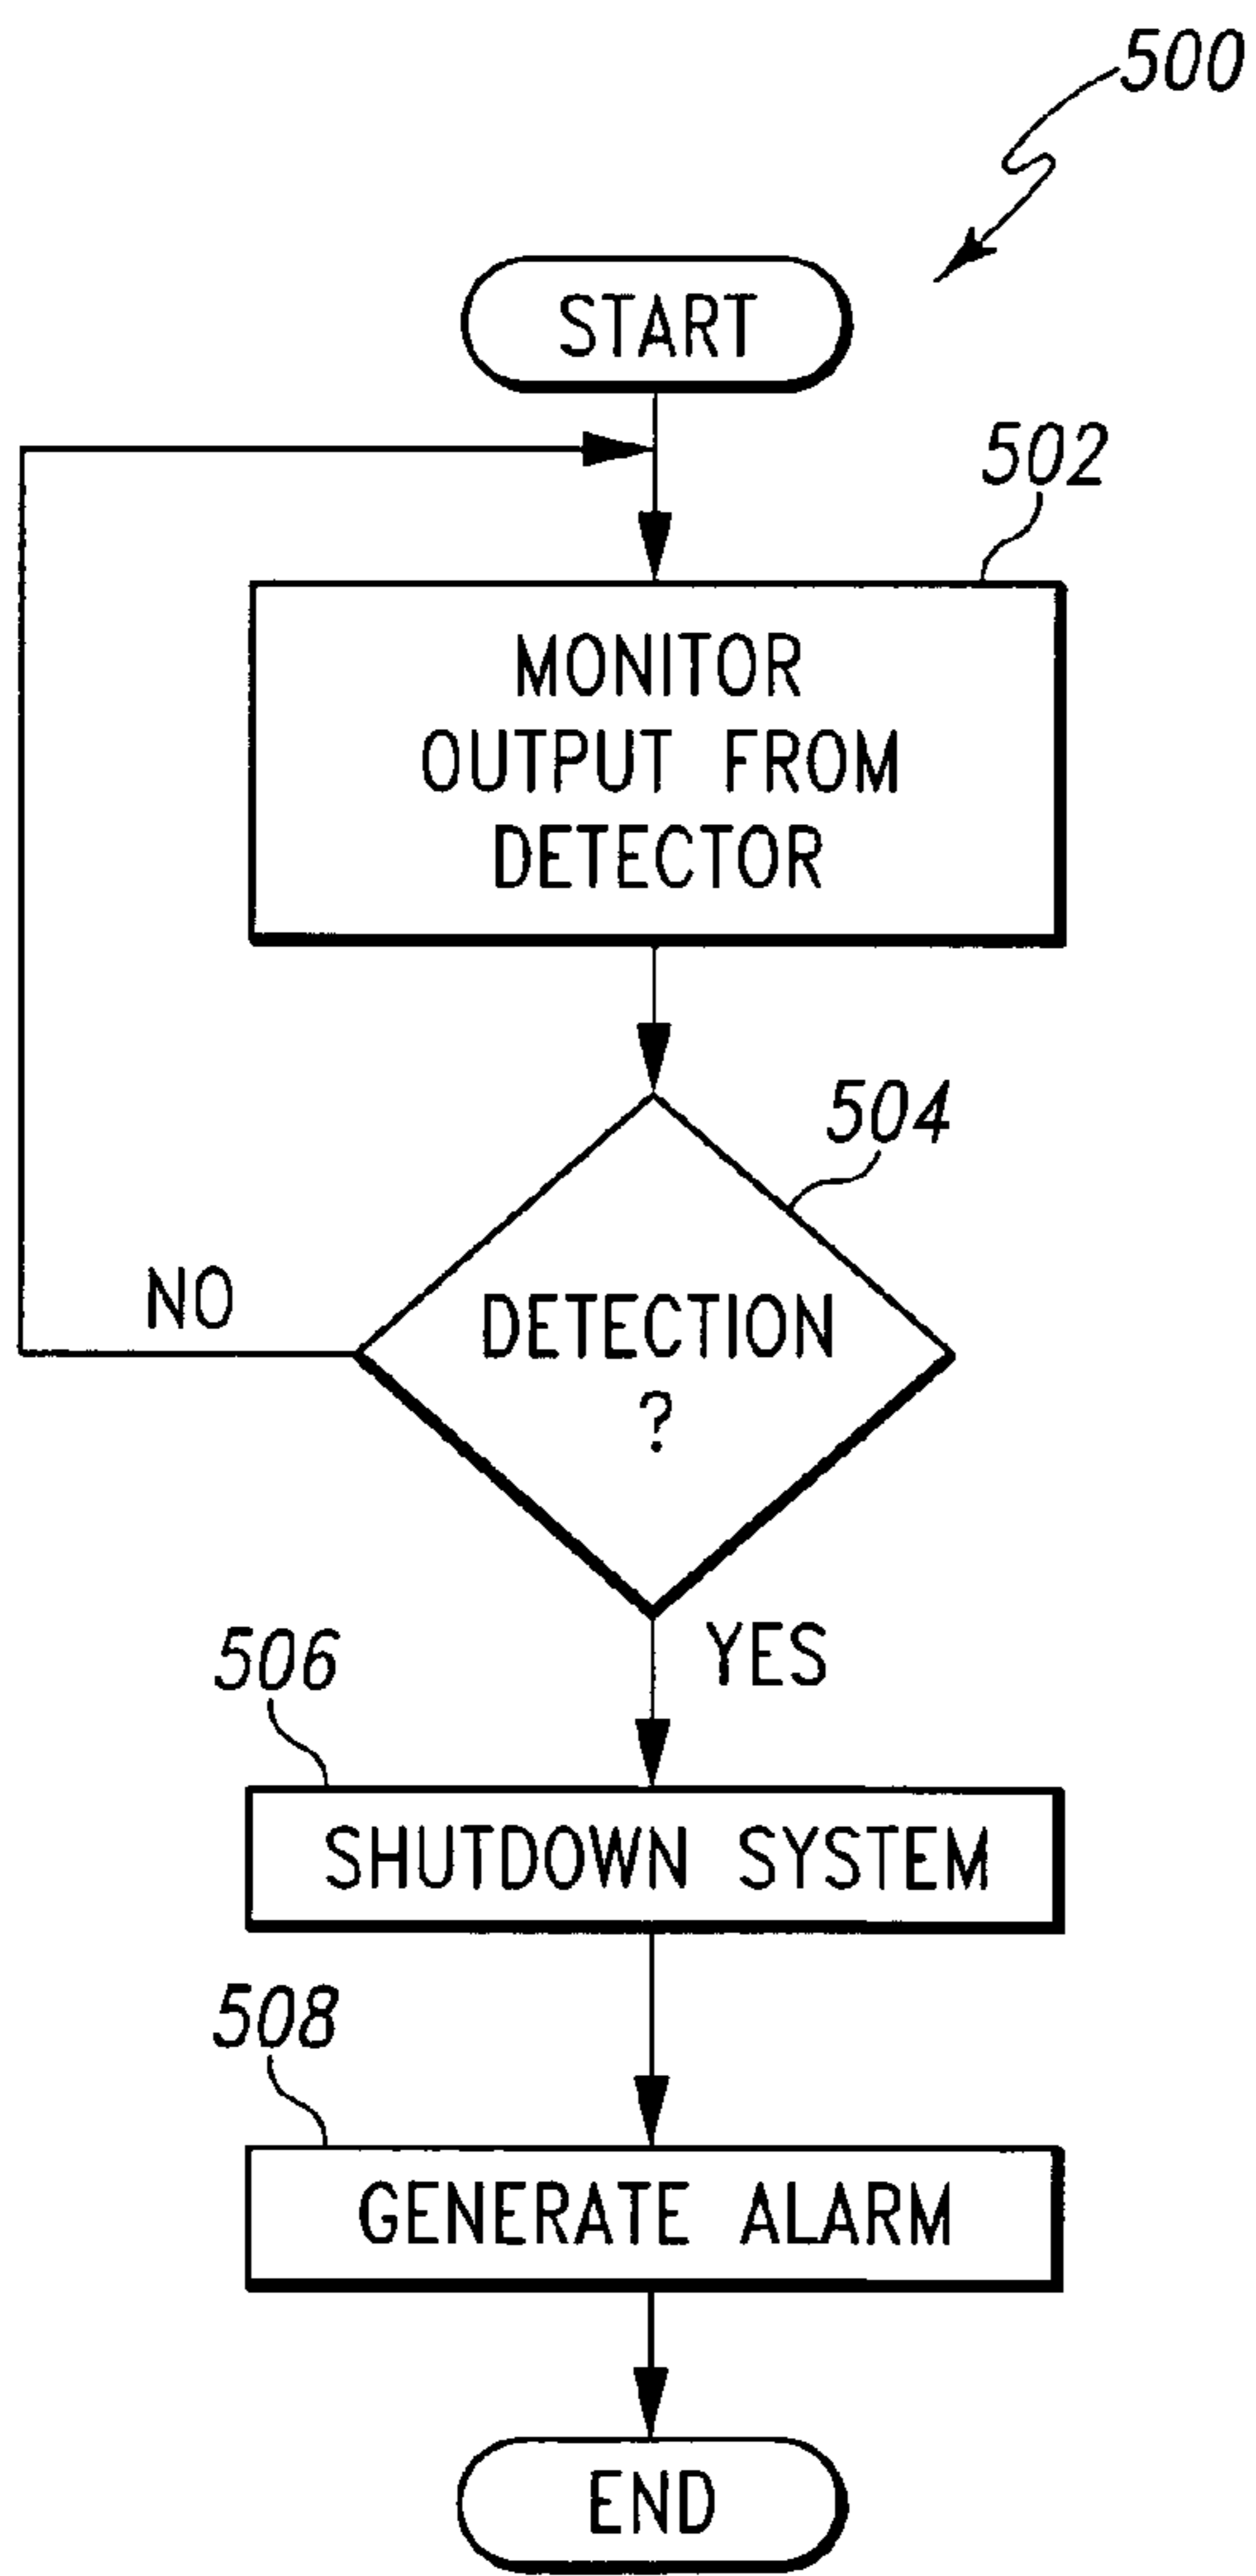 500
START
502
MONITOR
OUTPUT FROM
DETECTOR
504
DETECTION
?
NO
YES
506
SHUTDOWN SYSTEM
508
GENERATE ALARM
END